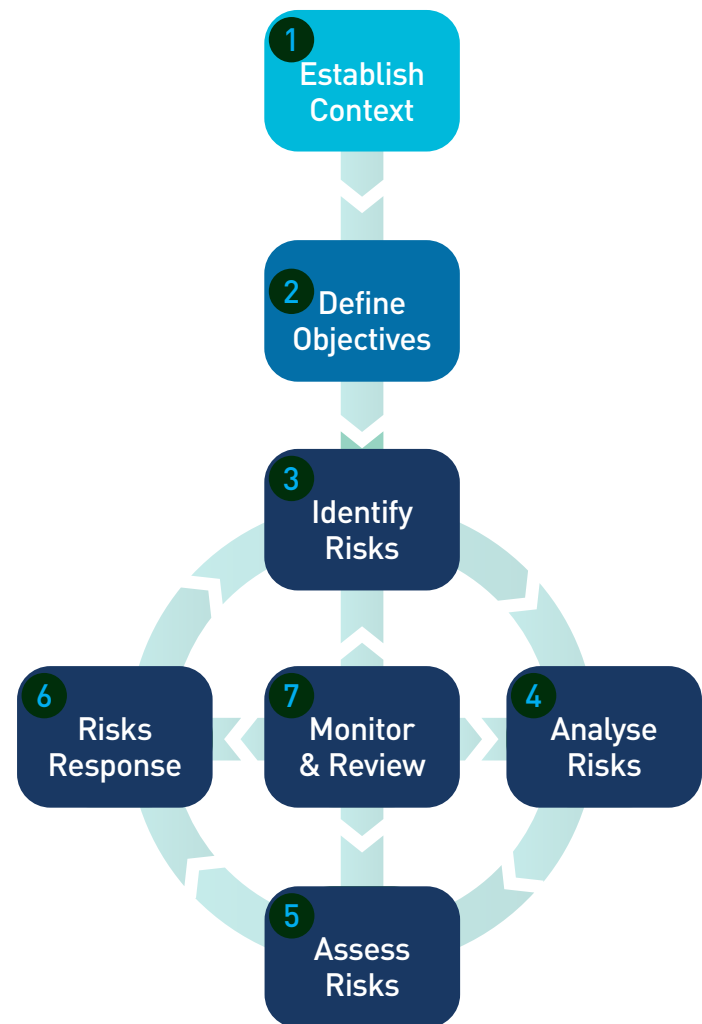 1
Establish
Context
2
Define
Objectives
3
Identify
Risks
6
Risks
Response
7
Monitor
& Review
4
Analyse
Risks
5
Assess
Risks